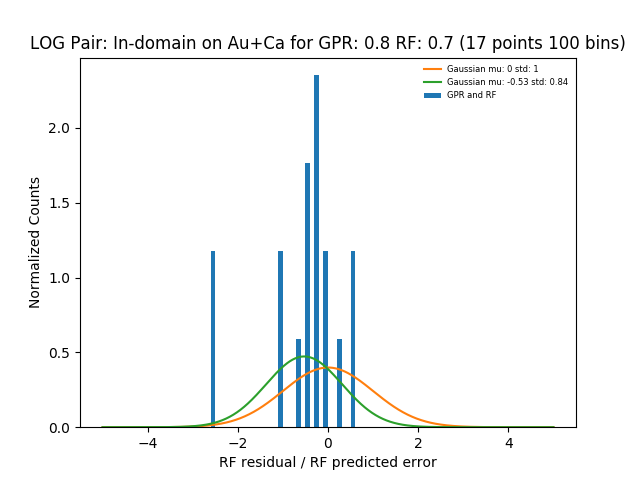 LOG Pair: In-domain on Au+Ca for GPR: 0.8 RF: 0.7 (17 points 100 bins)
Gaussian mu: 0 std: 1
Gaussian mu: -0.53 std: 0.84
GPR and RF
Normalized Counts
2.0
1.5
1.0
0.5
0.0
−4 −2 0 2 4
RF residual / RF predicted error